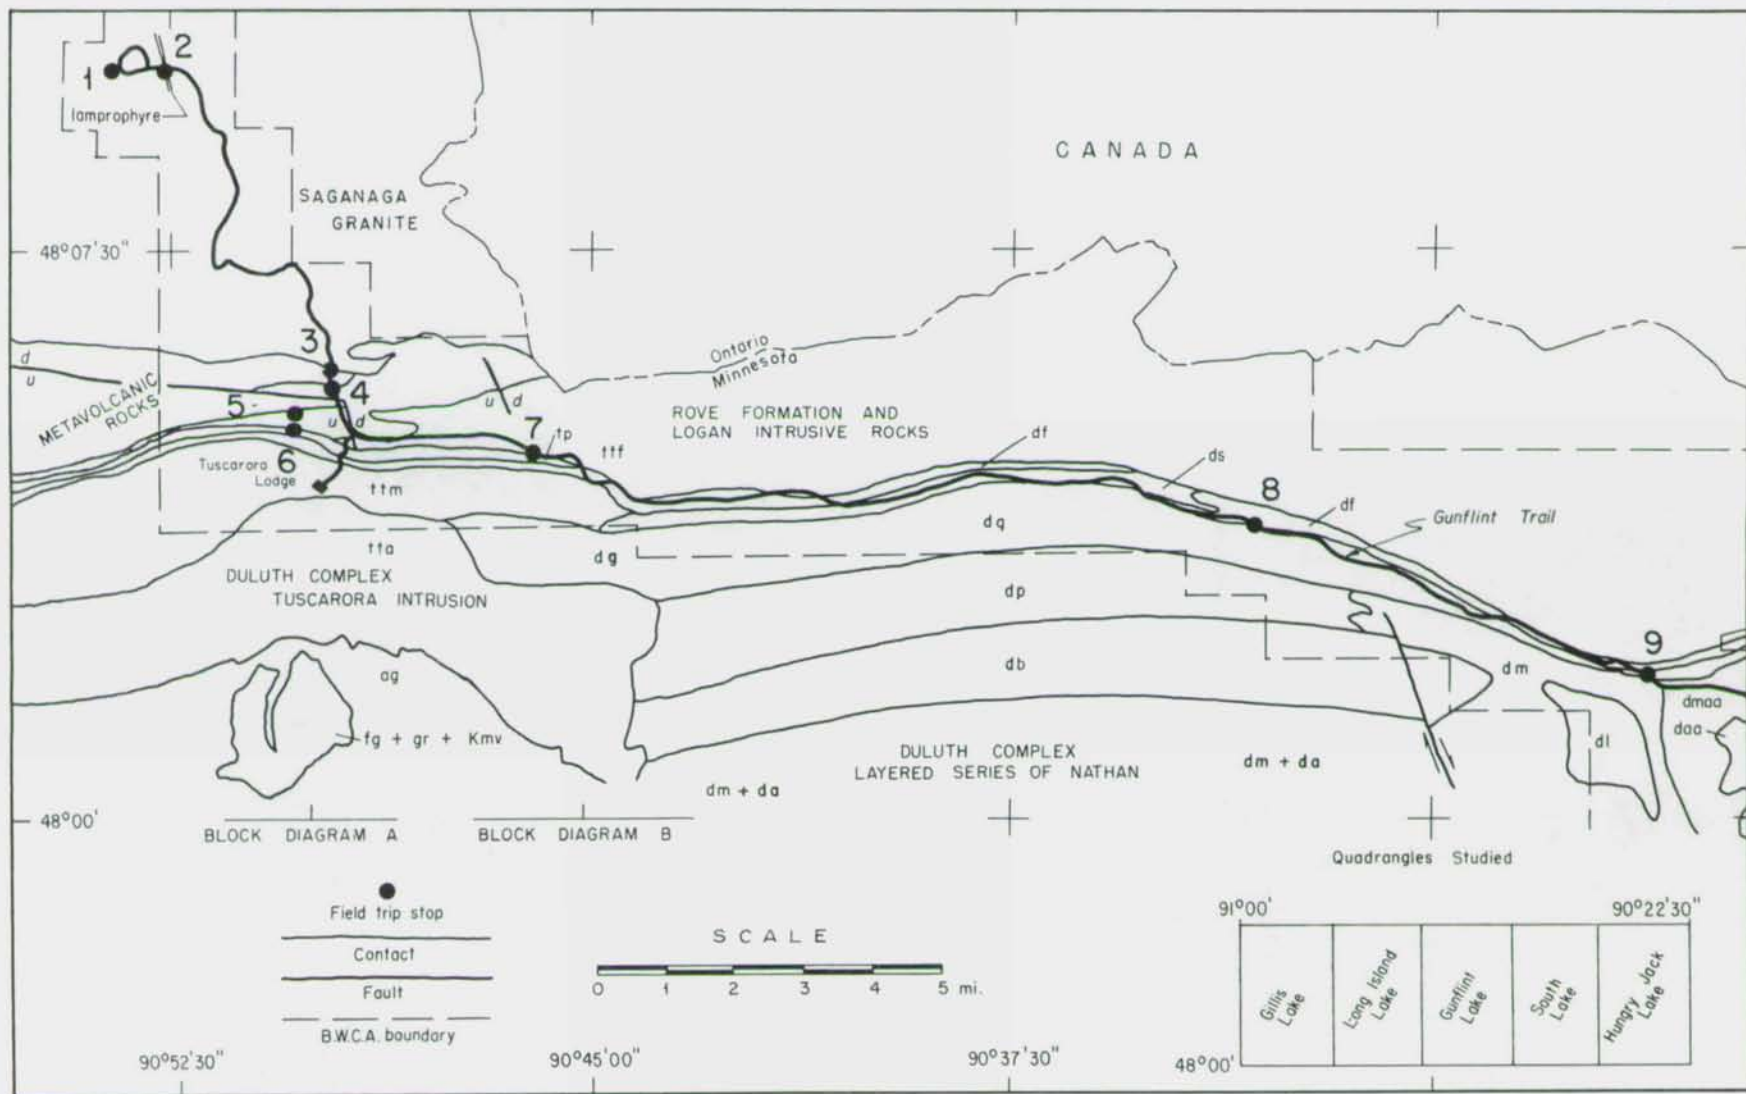 1
2
lamprophyre
CANADA
SAGANAGA
GRANITE
48°07'30"
3
d
u
4
METAVOLCANIC
ROCKS
5
u d
u d
Ontario
Minnesota
ROVE FORMATION AND
LOGAN INTRUSIVE ROCKS
7
tp
ttf
df
ds
6
Tuscarora
Lodge
ttm
8
df
Gunflint Trail
dq
tta
dg
DULUTH COMPLEX
TUSCARORA INTRUSION
dp
db
dm
9
ag
dmaa
daa
dl
fg + gr + Kmv
DULUTH COMPLEX
LAYERED SERIES OF NATHAN
dm + da
dm + da
48°00'
BLOCK DIAGRAM A
BLOCK DIAGRAM B
Quadrangles Studied
Field trip stop
Contact
Fault
B.W.C.A. boundary
SCALE
0 1 2 3 4 5 mi.
91°00'
90°22'30"
Gillis
Lake
Long Island
Lake
Gunflint
Lake
South
Lake
Hungry Jack
Lake
48°00'
90°52'30"
90°45'00"
90°37'30"